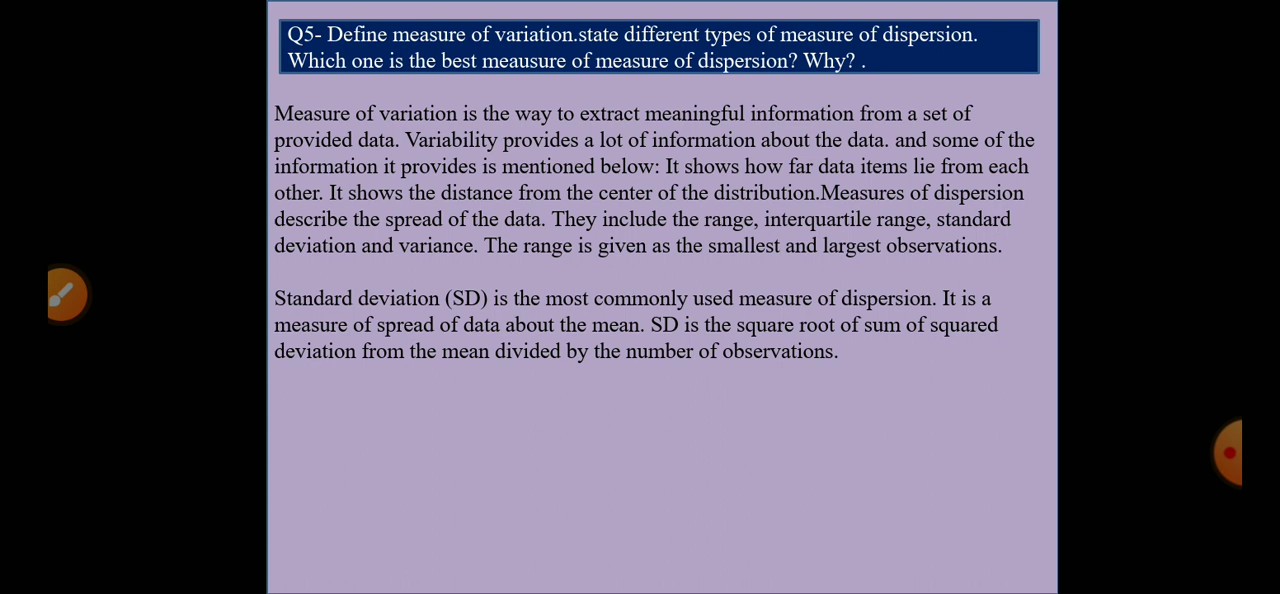 Q5- Define measure of variation.state different types of measure of dispersion.
Which one is the best meausure of measure of dispersion? Why? .
Measure of variation is the way to extract meaningful information from a set of
provided data. Variability provides a lot of information about the data. and some of the
information it provides is mentioned below: It shows how far data items lie from each
other. It shows the distance from the center of the distribution.Measures of dispersion
describe the spread of the data. They include the range, interquartile range, standard
deviation and variance. The range is given as the smallest and largest observations.
Standard deviation (SD) is the most commonly used measure of dispersion. It is a
measure of spread of data about the mean. SD is the square root of sum of squared
deviation from the mean divided by the number of observations.